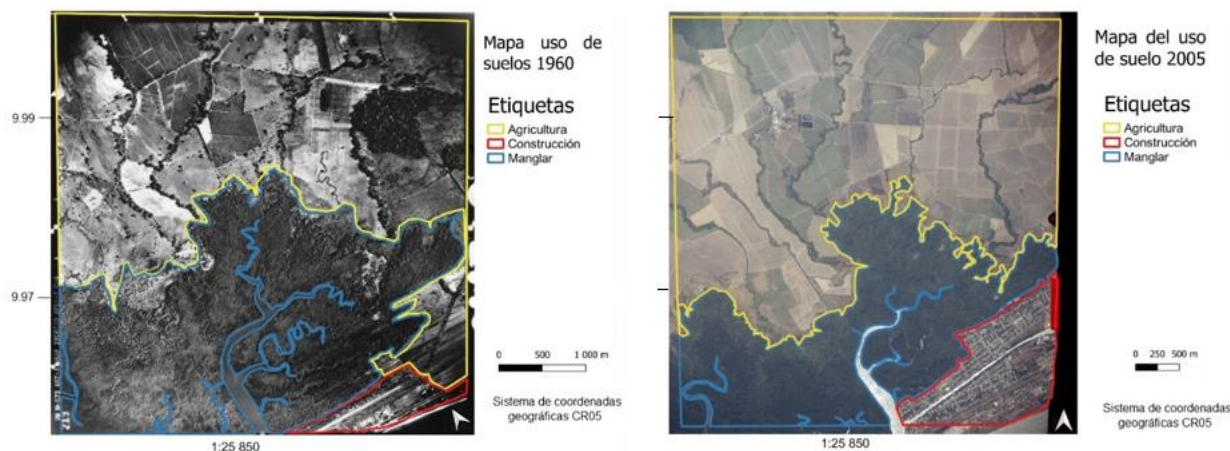 Mapa uso de
suelos 1960
Etiquetas
Agricultura
Construcción
Manglar
9.99
9.97
0 500 1 000 m
Sistema de coordenadas
geográficas CR05
1:25 850
Mapa del uso
de suelo 2005
Etiquetas
Agricultura
Construcción
Manglar
0 250 500 m
Sistema de coordenadas
geográficas CR05
1:25 850